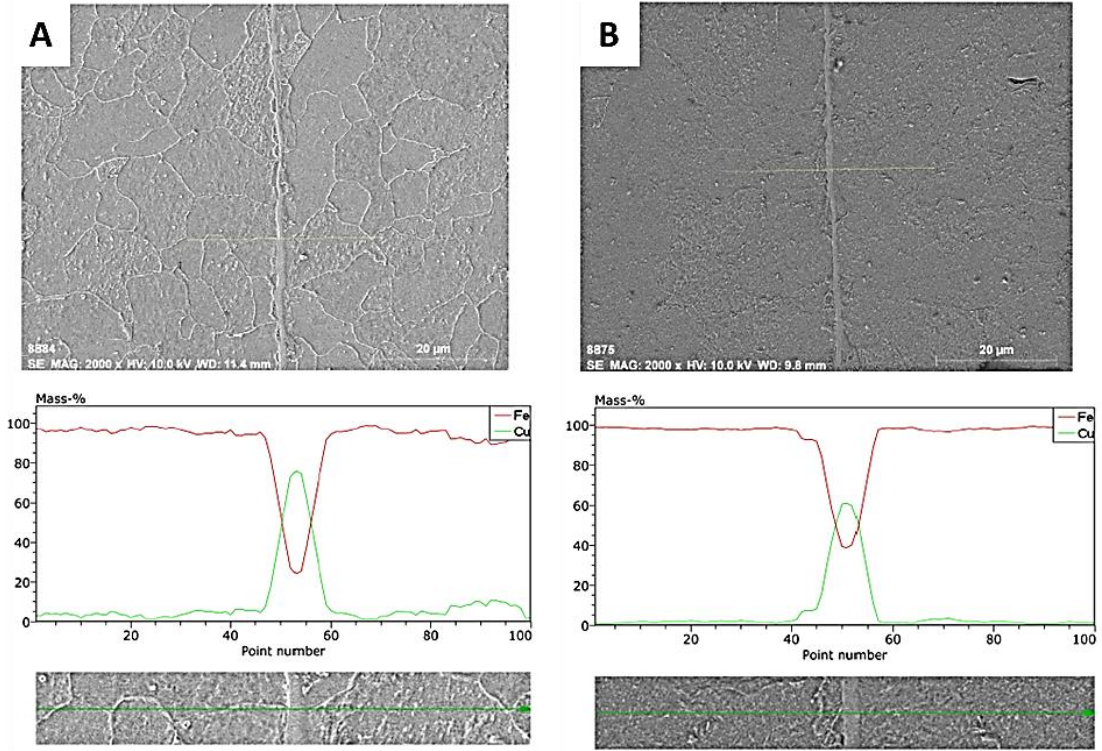 A
8884
20 µm
SE MAG: 2000 x HV: 10.0 kV WD: 11.4 mm
Mass-%
Fe
Cu
100
80
60
40
20
0
20 40 60 80 100
Point number
B
8875
20 µm
SE MAG: 2000 x HV: 10.0 kV WD: 9.8 mm
Mass-%
Fe
Cu
100
80
60
40
20
0
20 40 60 80 100
Point number